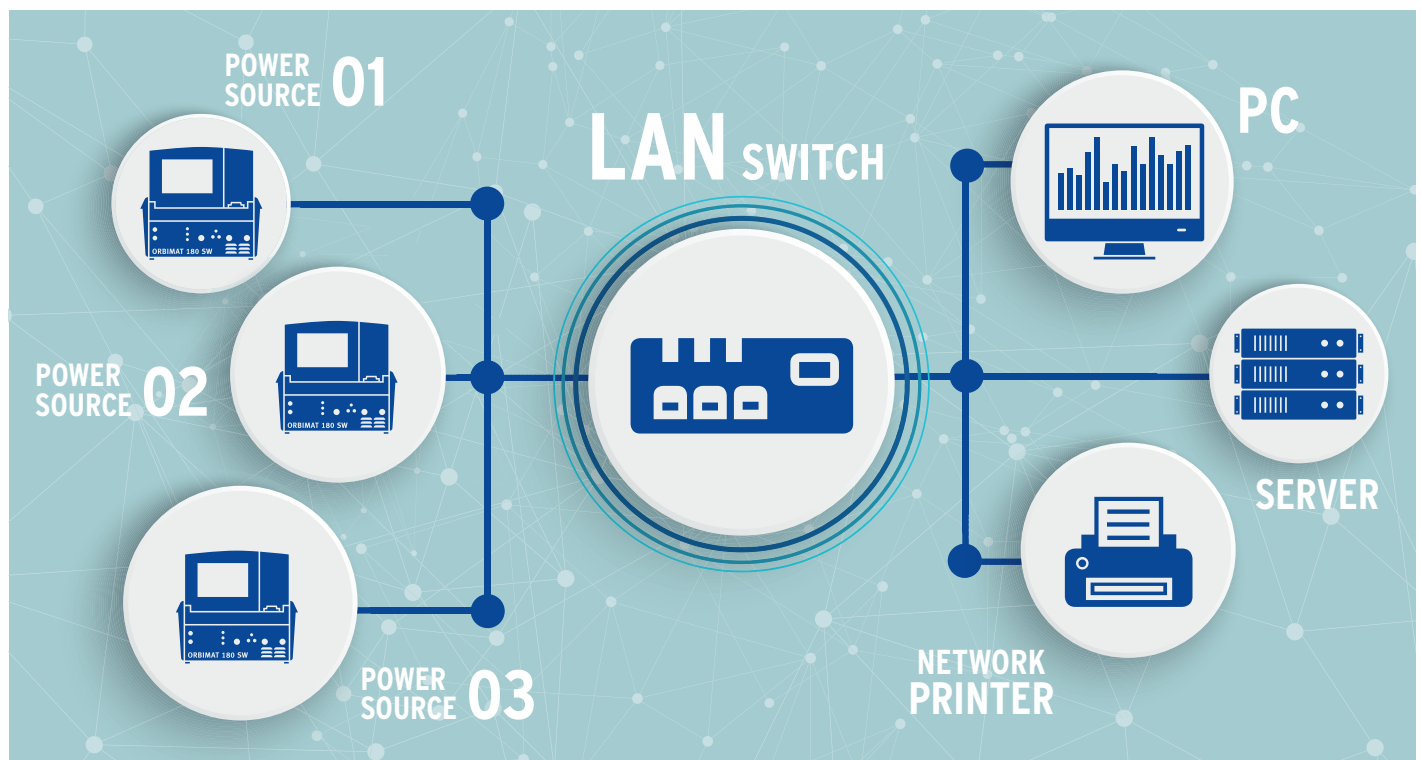 POWER
SOURCE 01
ORBIMAT 180 SW
POWER
SOURCE 02
ORBIMAT 180 SW
POWER
SOURCE 03
ORBIMAT 180 SW
LAN SWITCH
PC
SERVER
NETWORK
PRINTER